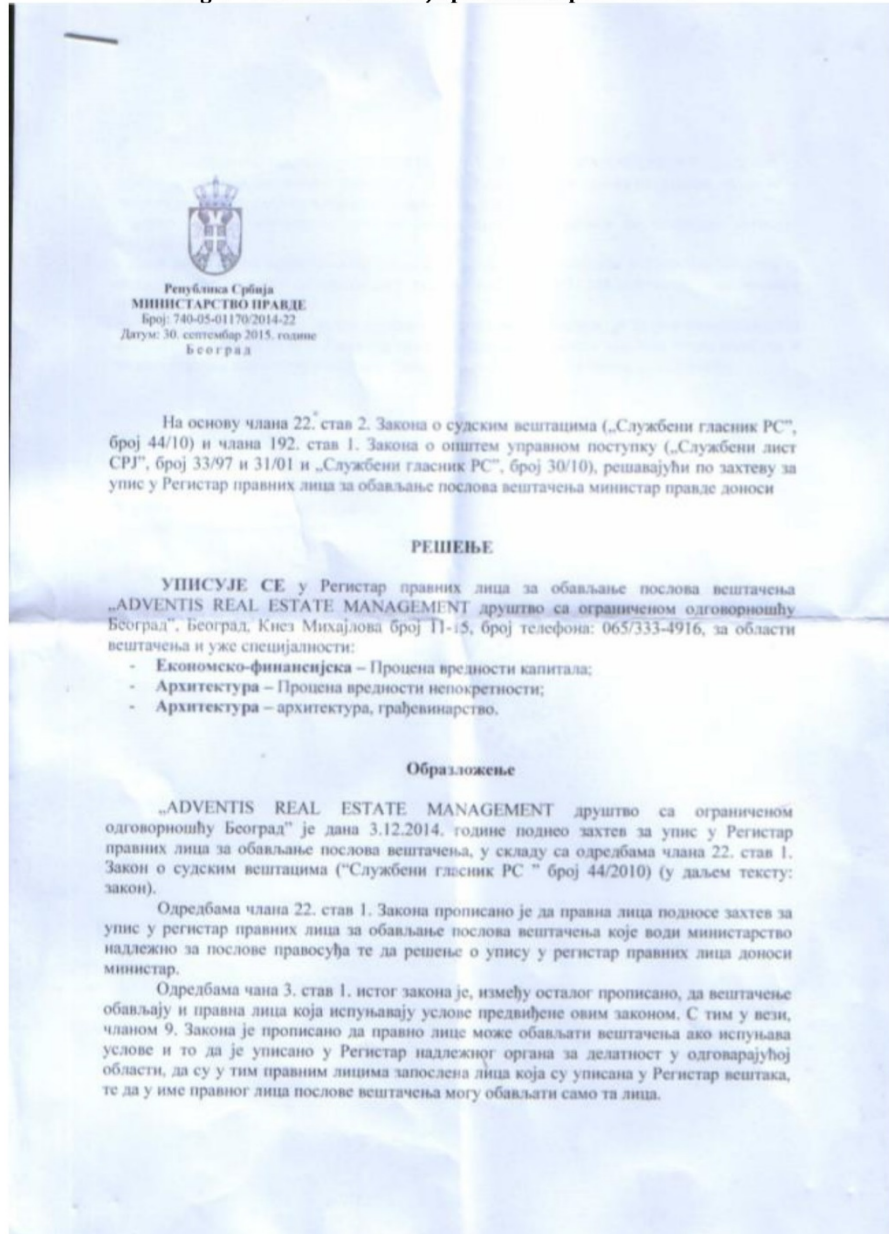 Република Србија
МИНИСТАРСТВО ПРАВДЕ
Број: 740-05-01170/2014-22
Датум: 30. септембар 2015. године
Београд
На основу члана 22. став 2. Закона о судским вештацима („Службени гласник РС”,
број 44/10) и члана 192. став 1. Закона о општем управном поступку („Службени лист
СРЈ”, број 33/97 и 31/01 и „Службени гласник РС”, број 30/10), решавајући по захтеву за
упис у Регистар правних лица за обављање послова вештачења министар правде доноси
РЕШЕЊЕ
УПИСУЈЕ СЕ у Регистар правних лица за обављање послова вештачења
„ADVENTIS REAL ESTATE MANAGEMENT друштво са ограниченом одговорношћу
Београд”, Београд, Кнез Михајлова број 11-15, број телефона: 065/333-4916, за области
вештачења и уже специјалности:
- Економско-финансијска – Процена вредности капитала;
- Архитектура – Процена вредности непокретности;
- Архитектура – архитектура, грађевинарство.
Образложење
„ADVENTIS REAL ESTATE MANAGEMENT друштво са ограниченом
одговорношћу Београд” је дана 3.12.2014. године поднео захтев за упис у Регистар
правних лица за обављање послова вештачења, у складу са одредбама члана 22. став 1.
Закон о судским вештацима (“Службени гласник РС ” број 44/2010) (у даљем тексту:
закон).
Одредбама члана 22. став 1. Закона прописано је да правна лица подносе захтев за
упис у регистар правних лица за обављање послова вештачења које води министарство
надлежно за послове правосуђа те да решење о упису у регистар правних лица доноси
министар.
Одредбама чана 3. став 1. истог закона је, између осталог прописано, да вештачење
обављају и правна лица која испуњавају услове предвиђене овим законом. С тим у вези,
чланом 9. Закона је прописано да правно лице може обављати вештачења ако испуњава
услове и то да је уписано у Регистар надлежног органа за делатност у одговарајућој
области, да су у тим правним лицима запослена лица која су уписана у Регистар вештака,
те да у име правног лица послове вештачења могу обављати само та лица.